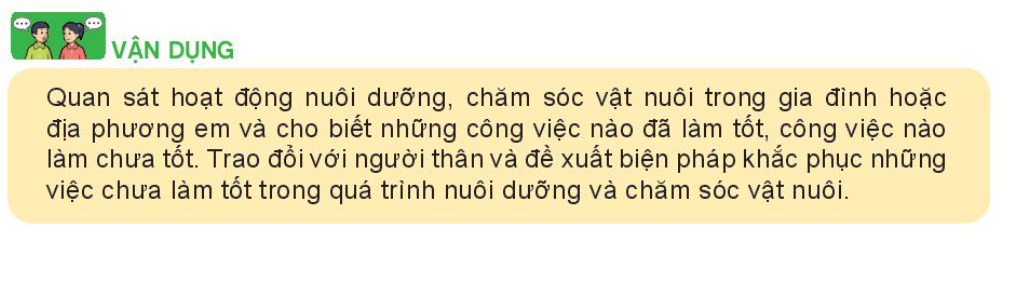 VẬN DỤNG
Quan sát hoạt động nuôi dưỡng, chăm sóc vật nuôi trong gia đình hoặc
địa phương em và cho biết những công việc nào đã làm tốt, công việc nào
làm chưa tốt. Trao đổi với người thân và đề xuất biện pháp khắc phục những
việc chưa làm tốt trong quá trình nuôi dưỡng và chăm sóc vật nuôi.